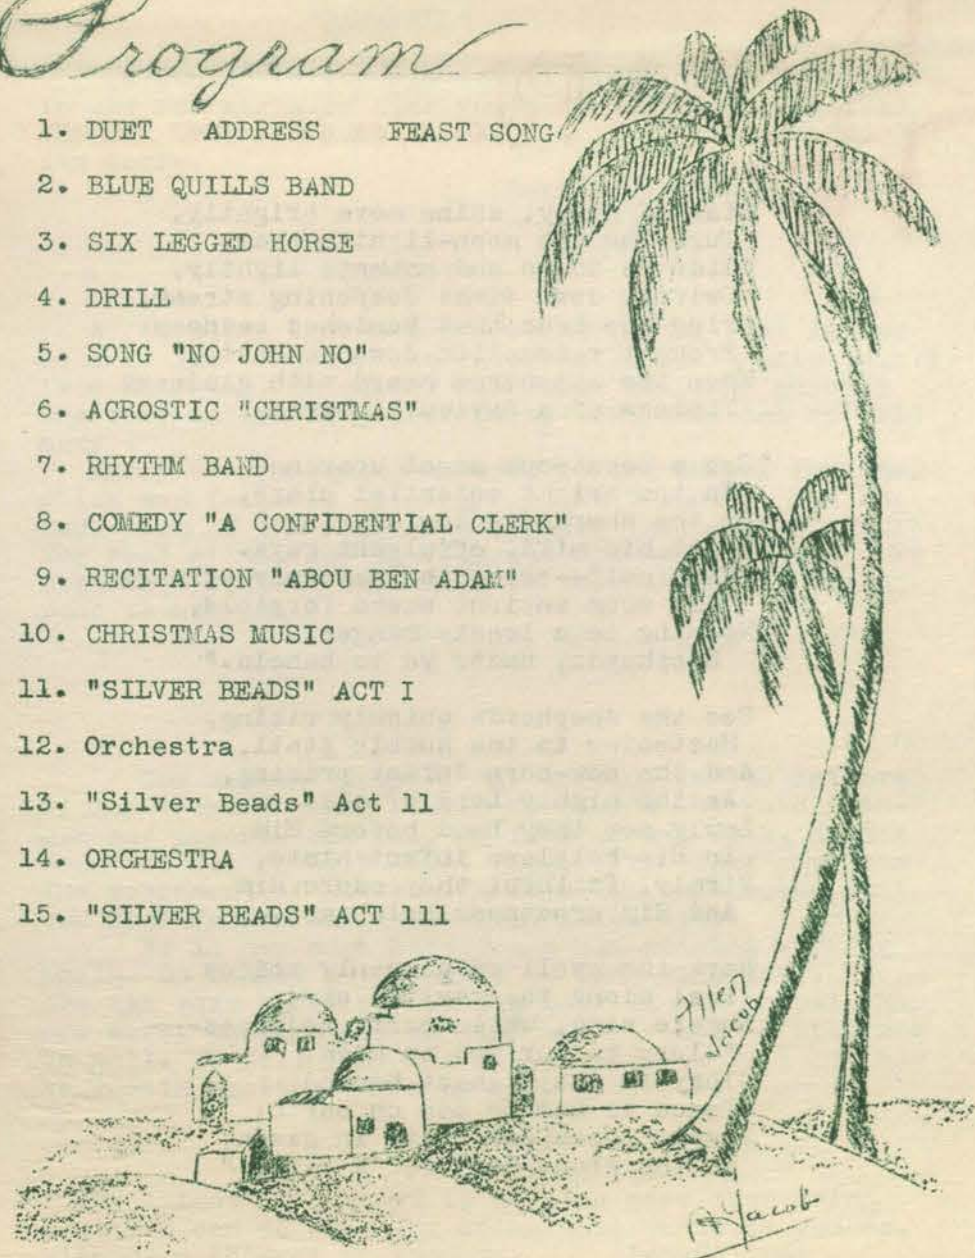 Program
1. DUET ADDRESS FEAST SONG
2. BLUE QUILLS BAND
3. SIX LEGGED HORSE
4. DRILL
5. SONG "NO JOHN NO"
6. ACROSTIC "CHRISTMAS"
7. RHYTHM BAND
8. COMEDY "A CONFIDENTIAL CLERK"
9. RECITATION "ABOU BEN ADAM"
10. CHRISTMAS MUSIC
11. "SILVER BEADS" ACT I
12. Orchestra
13. "Silver Beads" Act 11
14. ORCHESTRA
15. "SILVER BEADS" ACT 111
Allen
Jacob
A Jacob